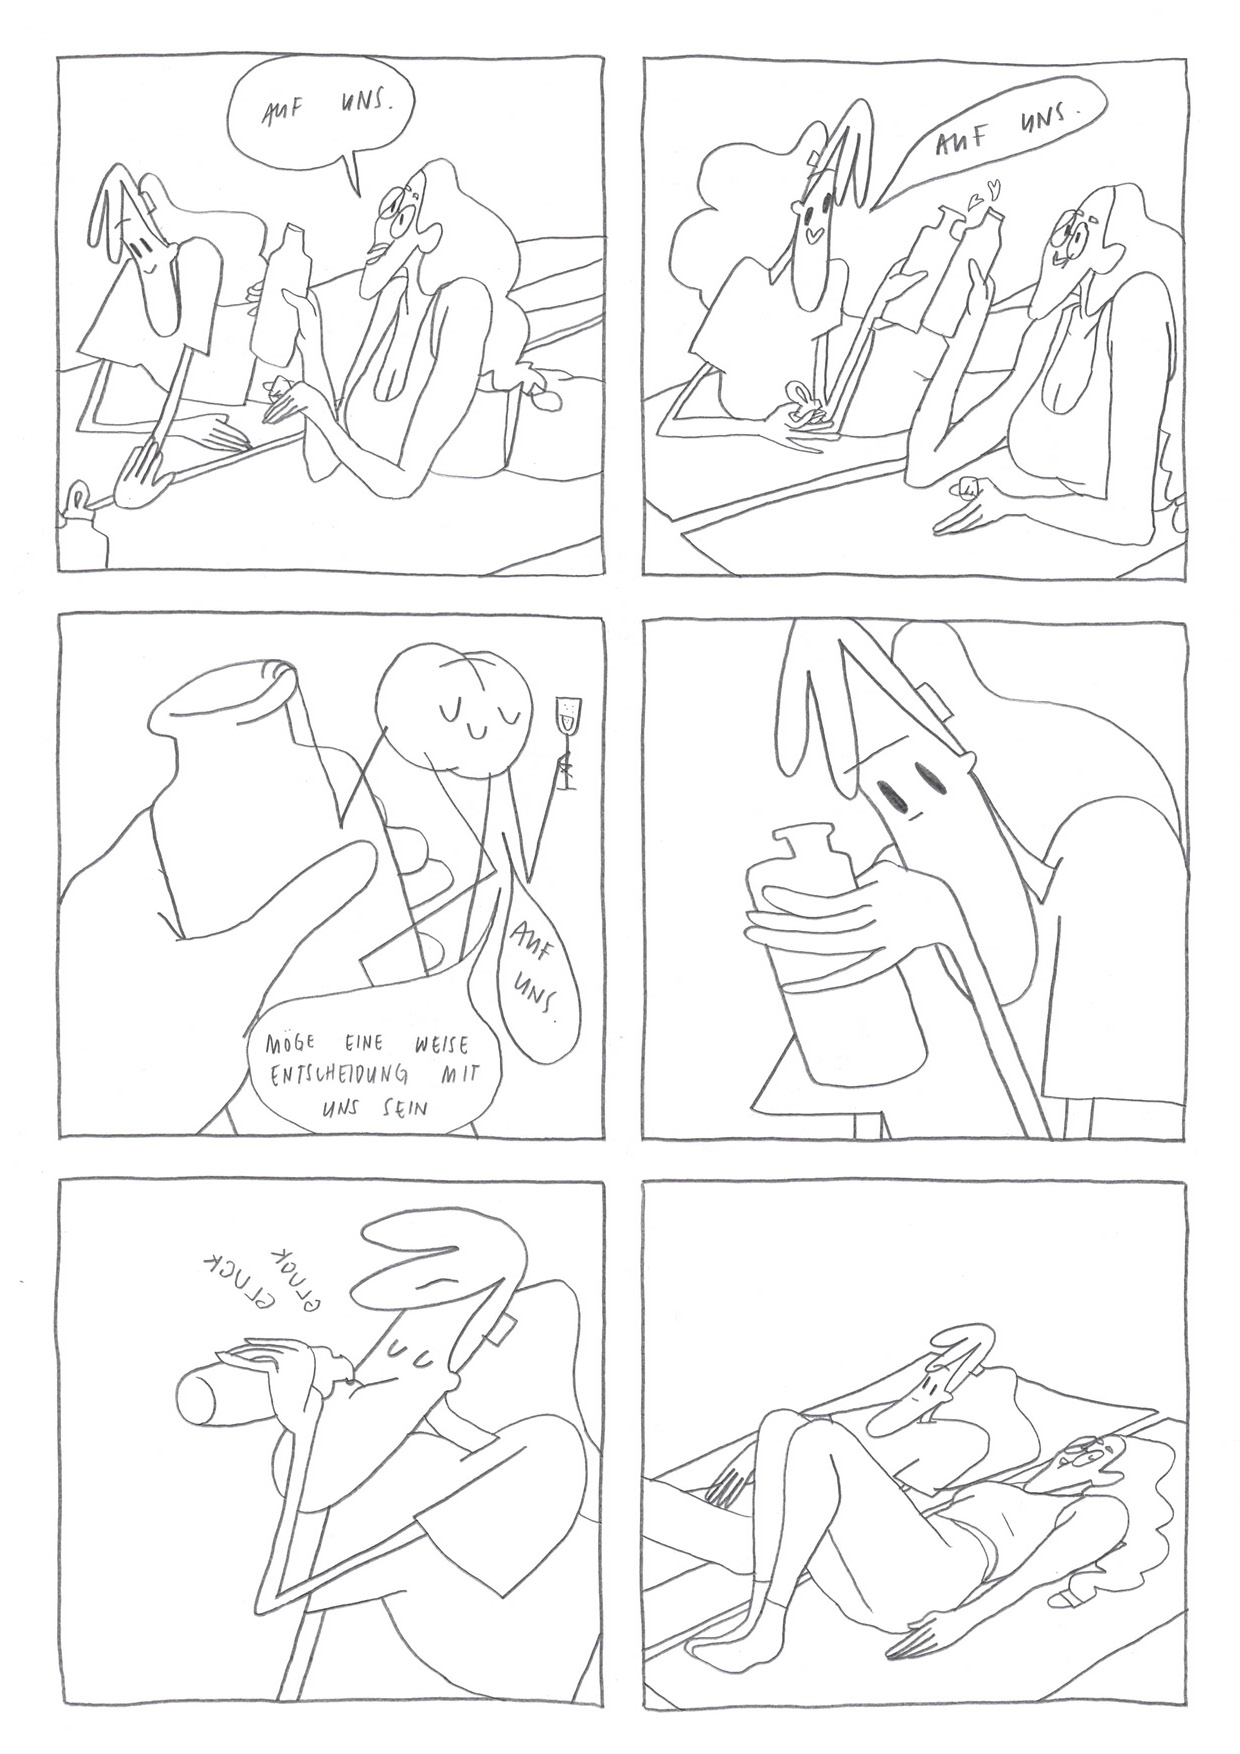 AUF UNS.
AUF UNS.
AUF
UNS.
MÖGE EINE WEISE
ENTSCHEIDUNG MIT
UNS SEIN
GLUCK
GLUCK